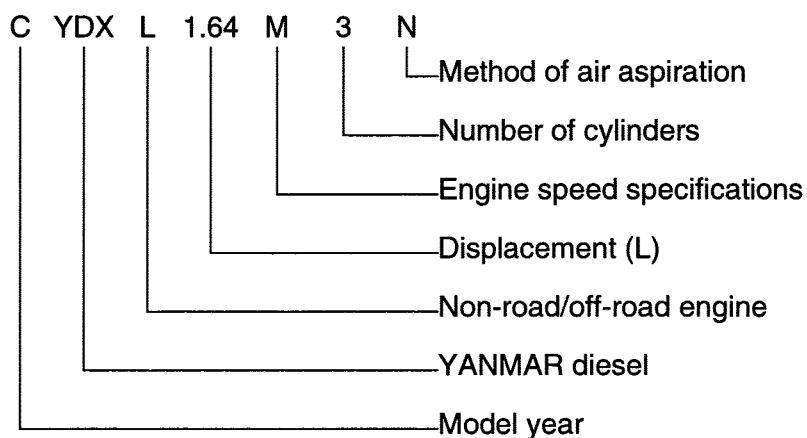 C YDX L 1.64 M 3 N
Method of air aspiration
Number of cylinders
Engine speed specifications
Displacement (L)
Non-road/off-road engine
YANMAR diesel
Model year